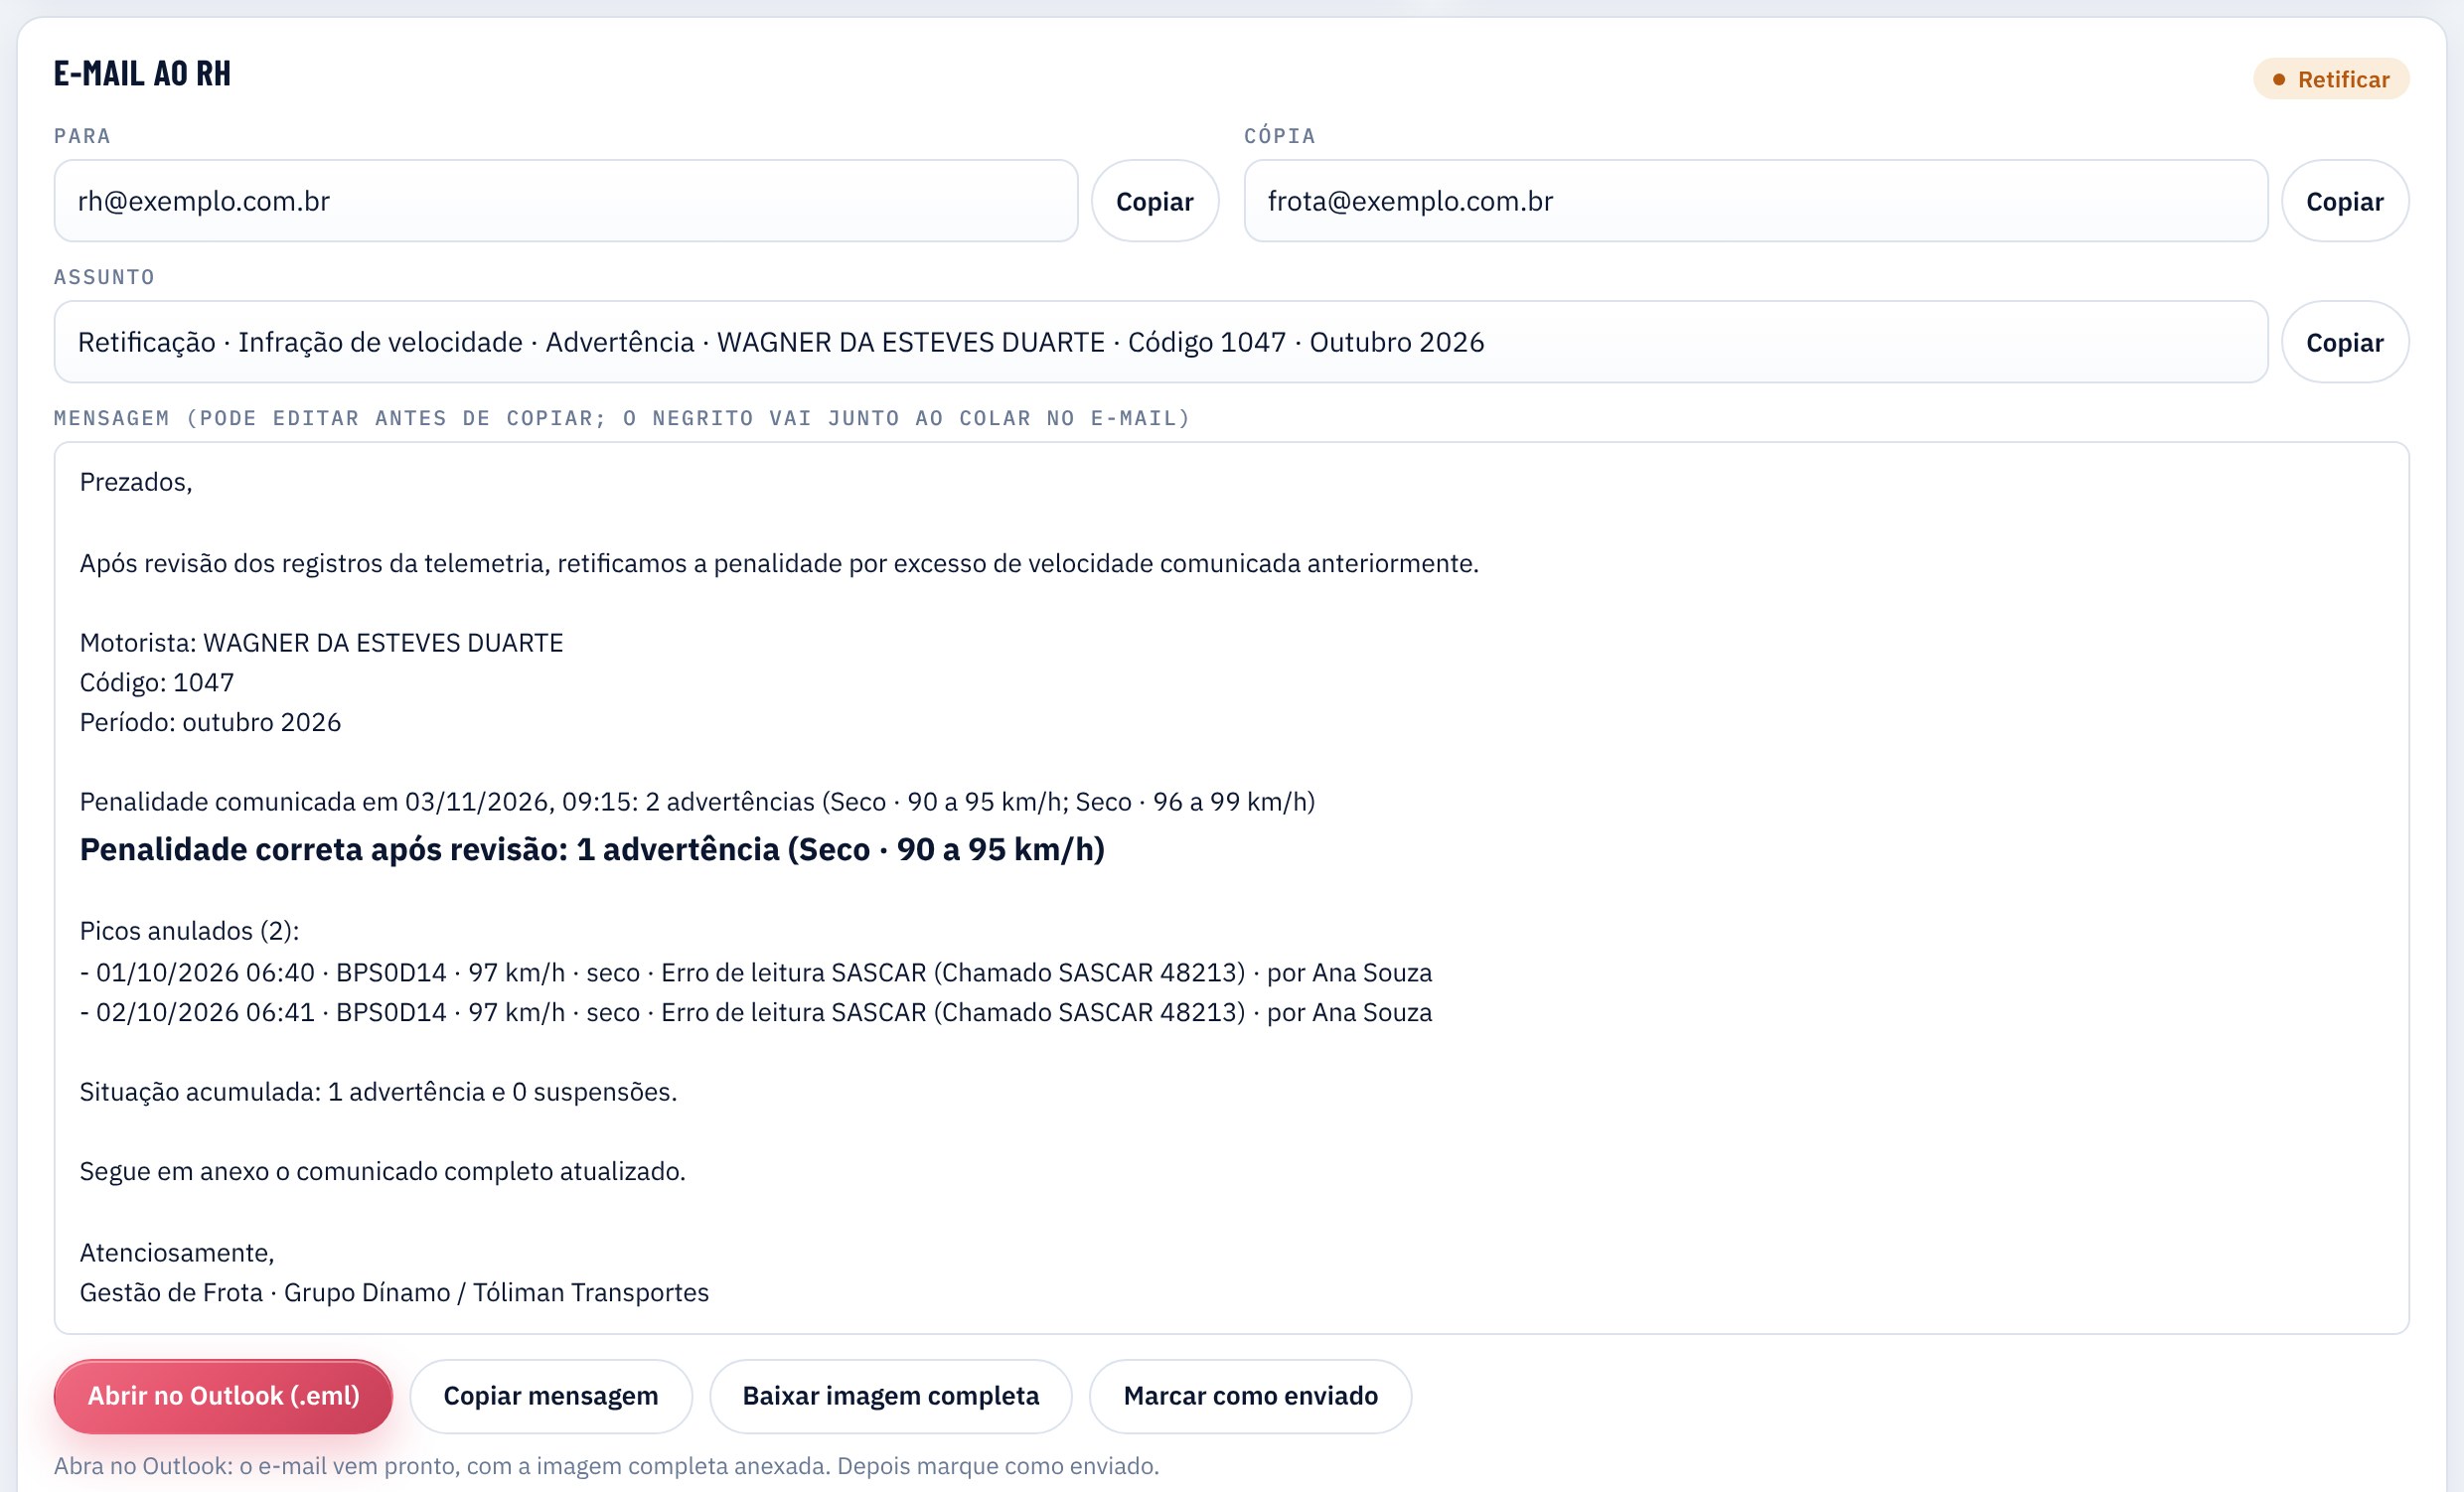 E-MAIL AO RH
Retificar
PARA
CÓPIA
rh@exemplo.com.br
Copiar
frota@exemplo.com.br
Copiar
ASSUNTO
Retificação · Infração de velocidade · Advertência · WAGNER DA ESTEVES DUARTE · Código 1047 · Outubro 2026
Copiar
MENSAGEM (PODE EDITAR ANTES DE COPIAR; O NEGRITO VAI JUNTO AO COLAR NO E-MAIL)
Prezados,
Após revisão dos registros da telemetria, retificamos a penalidade por excesso de velocidade comunicada anteriormente.
Motorista: WAGNER DA ESTEVES DUARTE
Código: 1047
Período: outubro 2026
Penalidade comunicada em 03/11/2026, 09:15: 2 advertências (Seco · 90 a 95 km/h; Seco · 96 a 99 km/h)
Penalidade correta após revisão: 1 advertência (Seco · 90 a 95 km/h)
Picos anulados (2):
- 01/10/2026 06:40 · BPS0D14 · 97 km/h · seco · Erro de leitura SASCAR (Chamado SASCAR 48213) · por Ana Souza
- 02/10/2026 06:41 · BPS0D14 · 97 km/h · seco · Erro de leitura SASCAR (Chamado SASCAR 48213) · por Ana Souza
Situação acumulada: 1 advertência e 0 suspensões.
Segue em anexo o comunicado completo atualizado.
Atenciosamente,
Gestão de Frota · Grupo Dínamo / Tóliman Transportes
Abrir no Outlook (.eml)
Copiar mensagem
Baixar imagem completa
Marcar como enviado
Abra no Outlook: o e-mail vem pronto, com a imagem completa anexada. Depois marque como enviado.